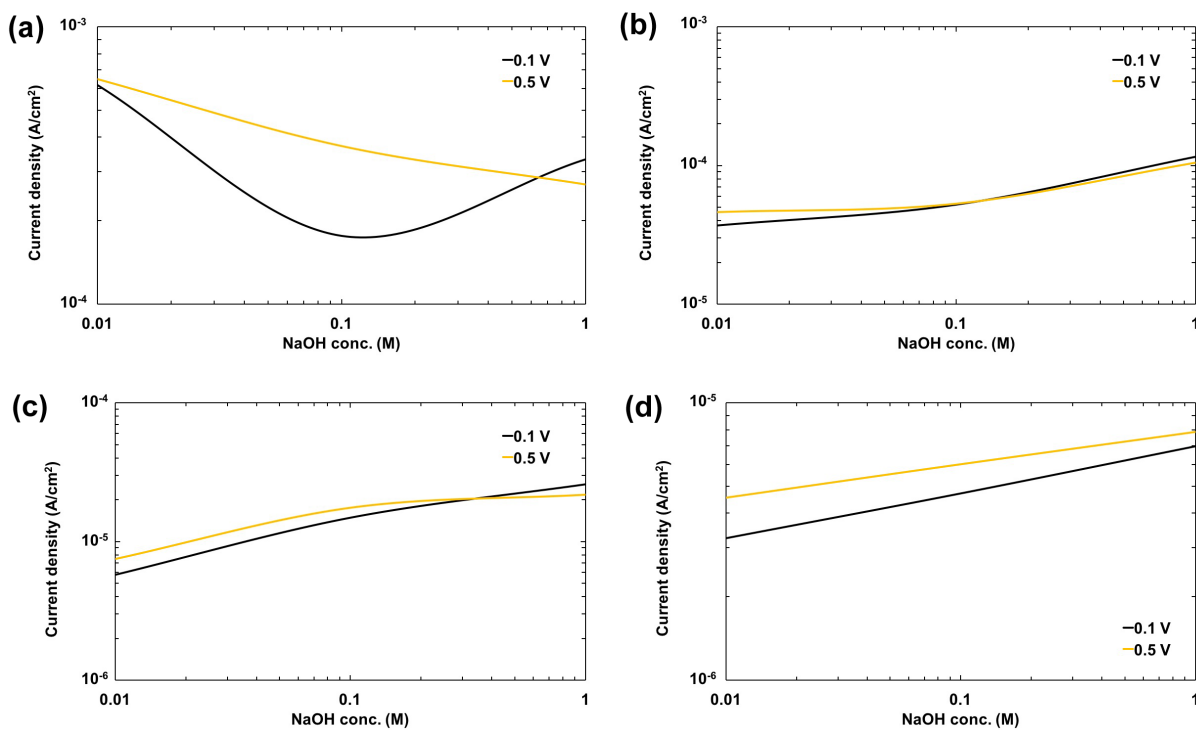 (a)
10-3
Current density (A/cm2)
10-4
0.1 V
0.5 V
0.01
0.1
1
NaOH conc. (M)
(b)
10-3
Current density (A/cm2)
10-4
10-5
0.1 V
0.5 V
0.01
0.1
1
NaOH conc. (M)
(c)
10-4
Current density (A/cm2)
10-5
10-6
0.1 V
0.5 V
0.01
0.1
1
NaOH conc. (M)
(d)
10-5
Current density (A/cm2)
10-6
0.1 V
0.5 V
0.01
0.1
1
NaOH conc. (M)